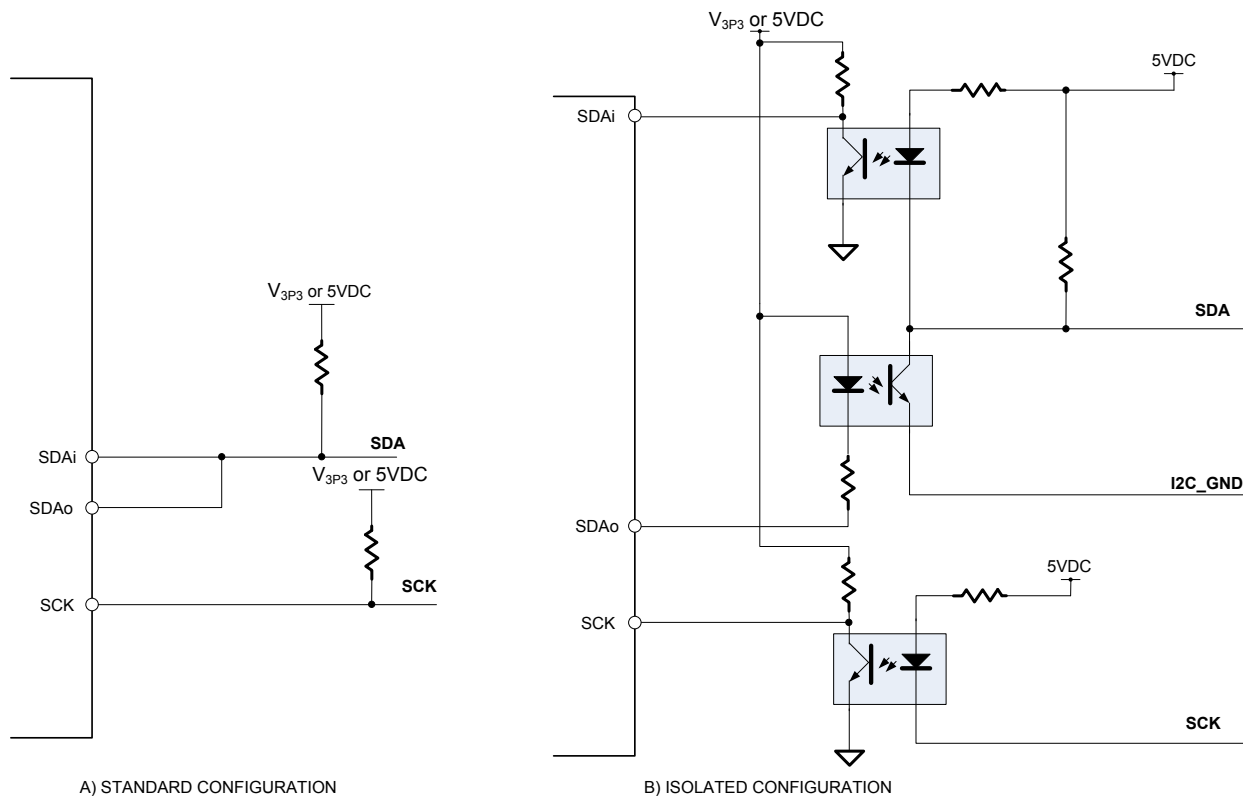 V3P3 or 5VDC
SDAi
SDAo
SCK
SDA
V3P3 or 5VDC
SCK
A) STANDARD CONFIGURATION
V3P3 or 5VDC
5VDC
SDAi
SDA
I2C_GND
SDAo
5VDC
SCK
SCK
B) ISOLATED CONFIGURATION